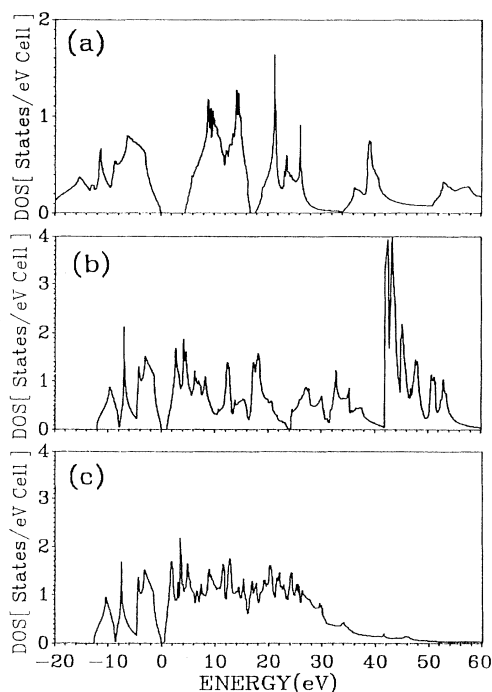 2
(a)
1
0
DOS[ States/eV Cell ]
4
(b)
3
2
1
0
DOS[ States/eV Cell ]
4
(c)
3
2
1
0
DOS[ States/eV Cell ]
−20 −10 0 10 20 30 40 50 60
ENERGY(eV)